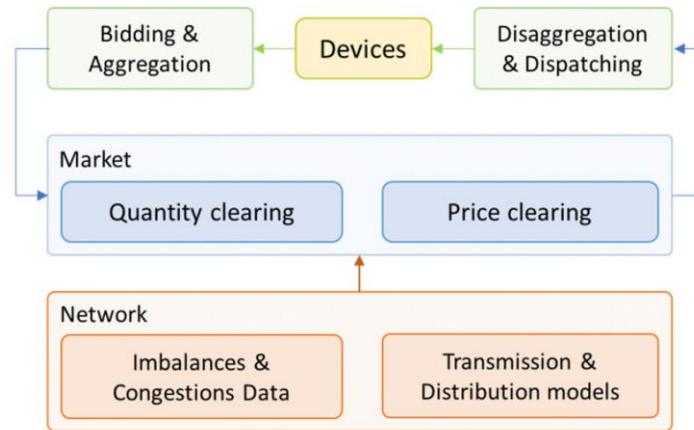 Bidding &
Aggregation
Devices
Disaggregation
& Dispatching
Market
Quantity clearing
Price clearing
Network
Imbalances &
Congestions Data
Transmission &
Distribution models